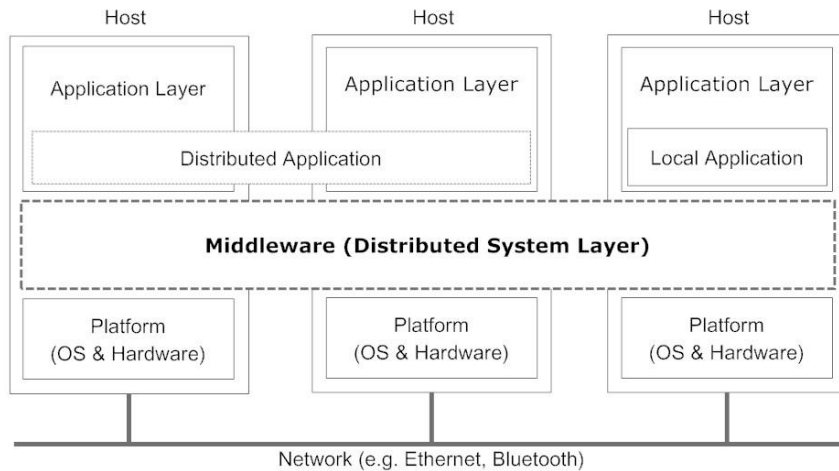 Host Host Host
Application Layer Application Layer Application Layer
Distributed Application Local Application
Middleware (Distributed System Layer)
Platform Platform Platform
(OS & Hardware) (OS & Hardware) (OS & Hardware)
Network (e.g. Ethernet, Bluetooth)